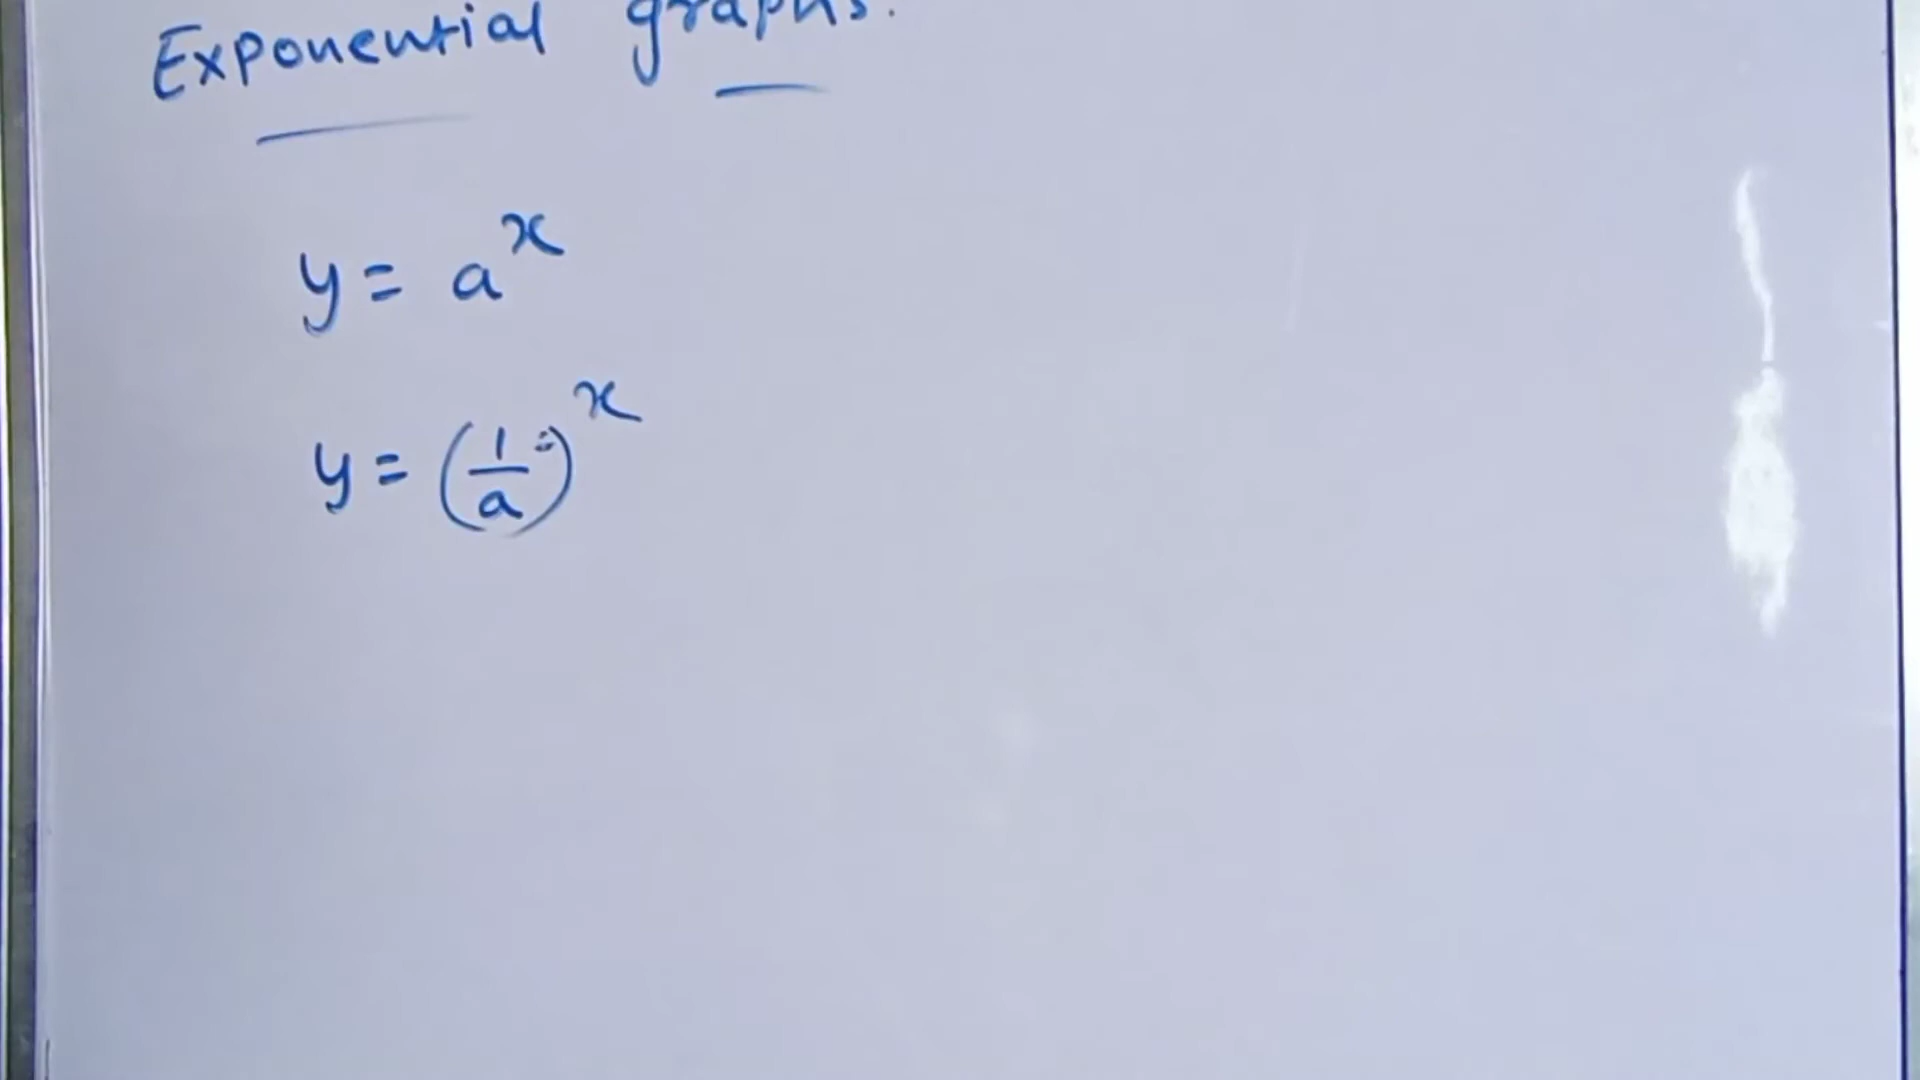 Exponential graphs.
y = a^x
y = (1/a)^x